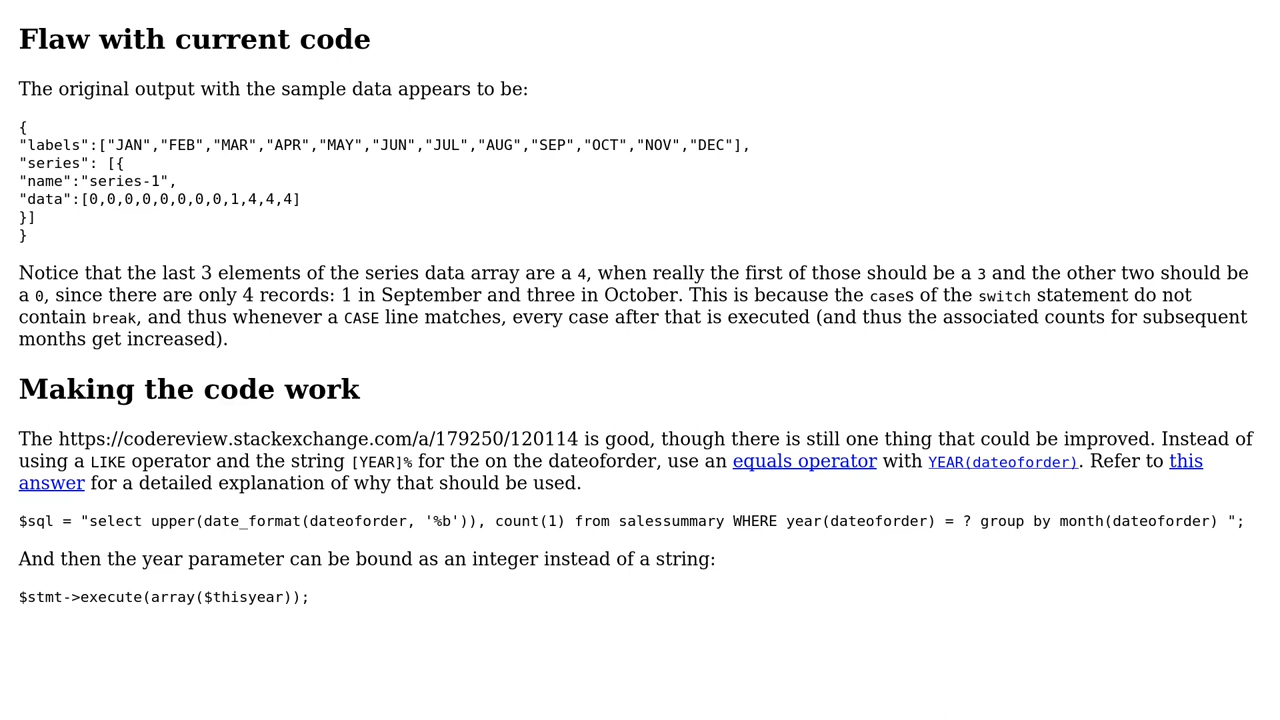 Flaw with current code
The original output with the sample data appears to be:
{
"labels":["JAN","FEB","MAR","APR","MAY","JUN","JUL","AUG","SEP","OCT","NOV","DEC"],
"series": [{
"name":"series-1",
"data":[0,0,0,0,0,0,0,0,1,4,4,4]
}]
}
Notice that the last 3 elements of the series data array are a 4, when really the first of those should be a 3 and the other two should be
a 0, since there are only 4 records: 1 in September and three in October. This is because the cases of the switch statement do not
contain break, and thus whenever a CASE line matches, every case after that is executed (and thus the associated counts for subsequent
months get increased).
Making the code work
The https://codereview.stackexchange.com/a/179250/120114 is good, though there is still one thing that could be improved. Instead of
using a LIKE operator and the string [YEAR]% for the on the dateoforder, use an equals operator with YEAR(dateoforder). Refer to this
answer for a detailed explanation of why that should be used.
$sql = "select upper(date_format(dateoforder, '%b')), count(1) from salessummary WHERE year(dateoforder) = ? group by month(dateoforder) ";
And then the year parameter can be bound as an integer instead of a string:
$stmt->execute(array($thisyear));